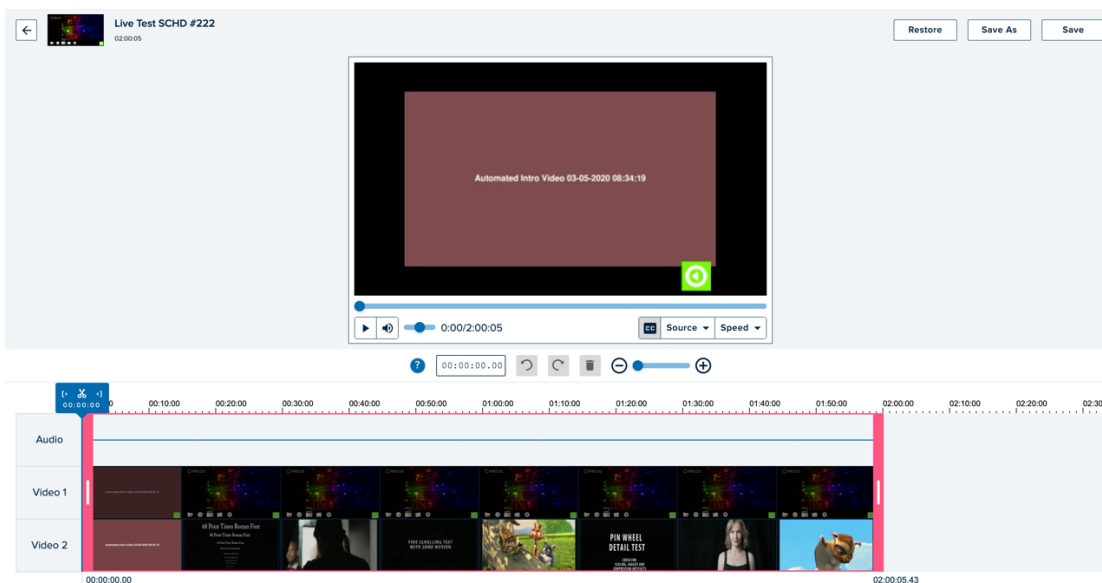 Live Test SCHD #222
02:00:05
Restore
Save As
Save
Automated Intro Video 03-05-2020 08:34:19
0:00/2:00:05
CC
Source
Speed
?
00:00:00.00
00:00:00
0
00:10:00
00:20:00
00:30:00
00:40:00
00:50:00
01:00:00
01:10:00
01:20:00
01:30:00
01:40:00
01:50:00
02:00:00
02:10:00
02:20:00
02:30
Audio
Video 1
Video 2
48 Point Times Roman Font
PURE SCROLLING TEXT
WITH SOME MOTION
PIN WHEEL
DETAIL TEST
00:00:00.00
02:00:05.43